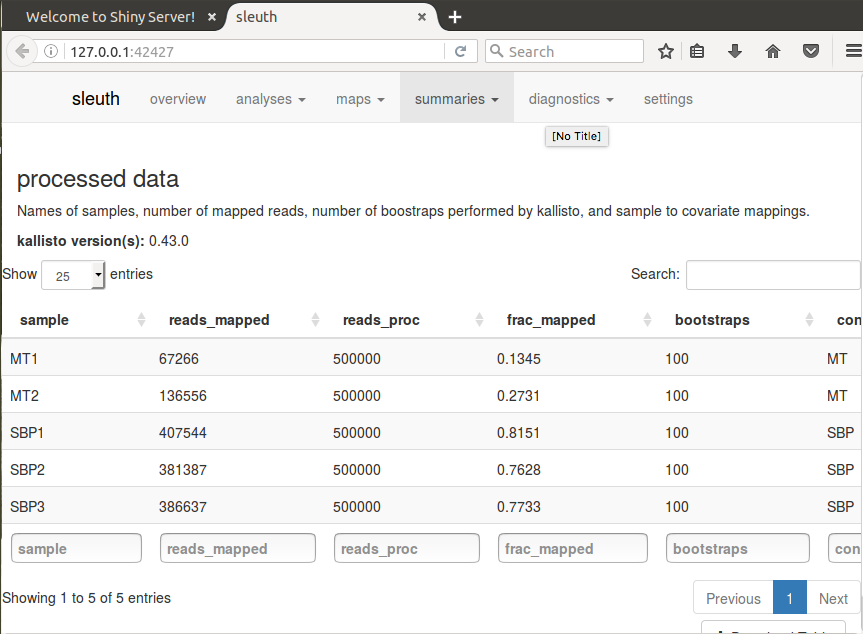 Welcome to Shiny Server! × sleuth × +
127.0.0.1:42427 Search
sleuth overview analyses maps summaries diagnostics settings
[No Title]
processed data
Names of samples, number of mapped reads, number of boostraps performed by kallisto, and sample to covariate mappings.
kallisto version(s): 0.43.0
Show 25 entries Search:
sample reads_mapped reads_proc frac_mapped bootstraps con
MT1 67266 500000 0.1345 100 MT
MT2 136556 500000 0.2731 100 MT
SBP1 407544 500000 0.8151 100 SBP
SBP2 381387 500000 0.7628 100 SBP
SBP3 386637 500000 0.7733 100 SBP
sample reads_mapped reads_proc frac_mapped bootstraps con
Showing 1 to 5 of 5 entries Previous 1 Next